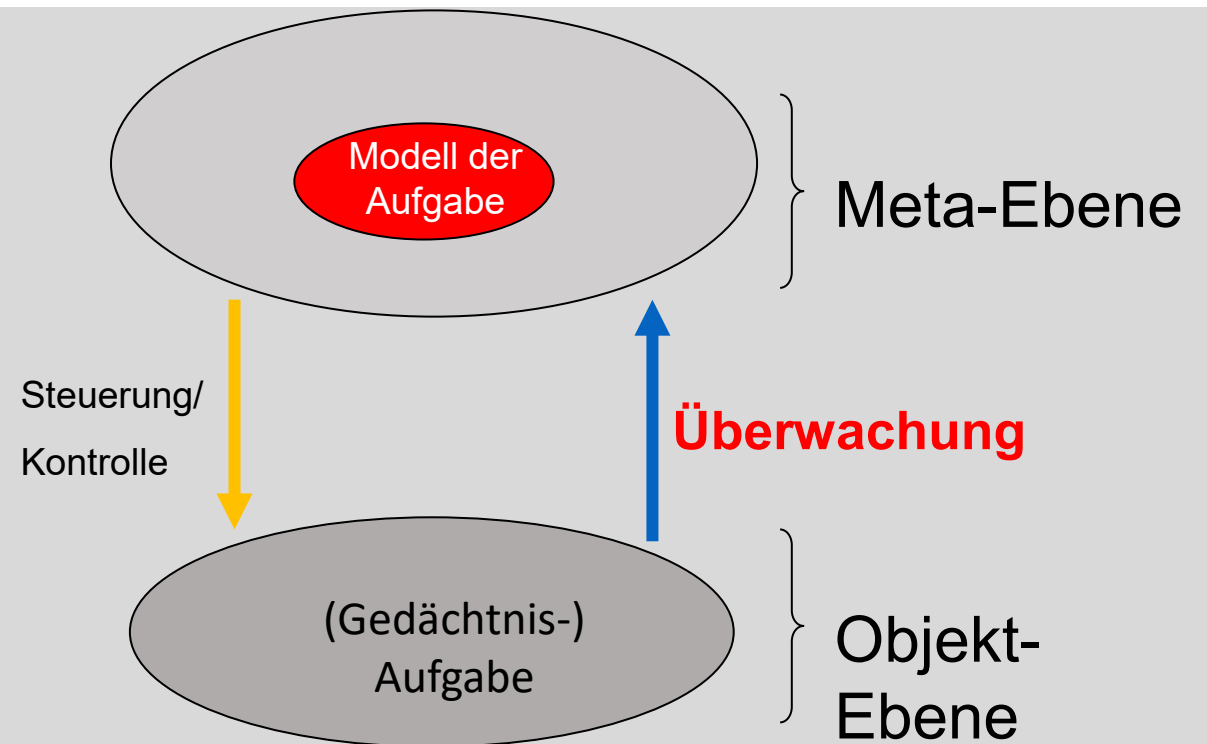 Modell der
Aufgabe
Meta-Ebene
Steuerung/
Kontrolle
Überwachung
(Gedächtnis-)
Aufgabe
Objekt-
Ebene